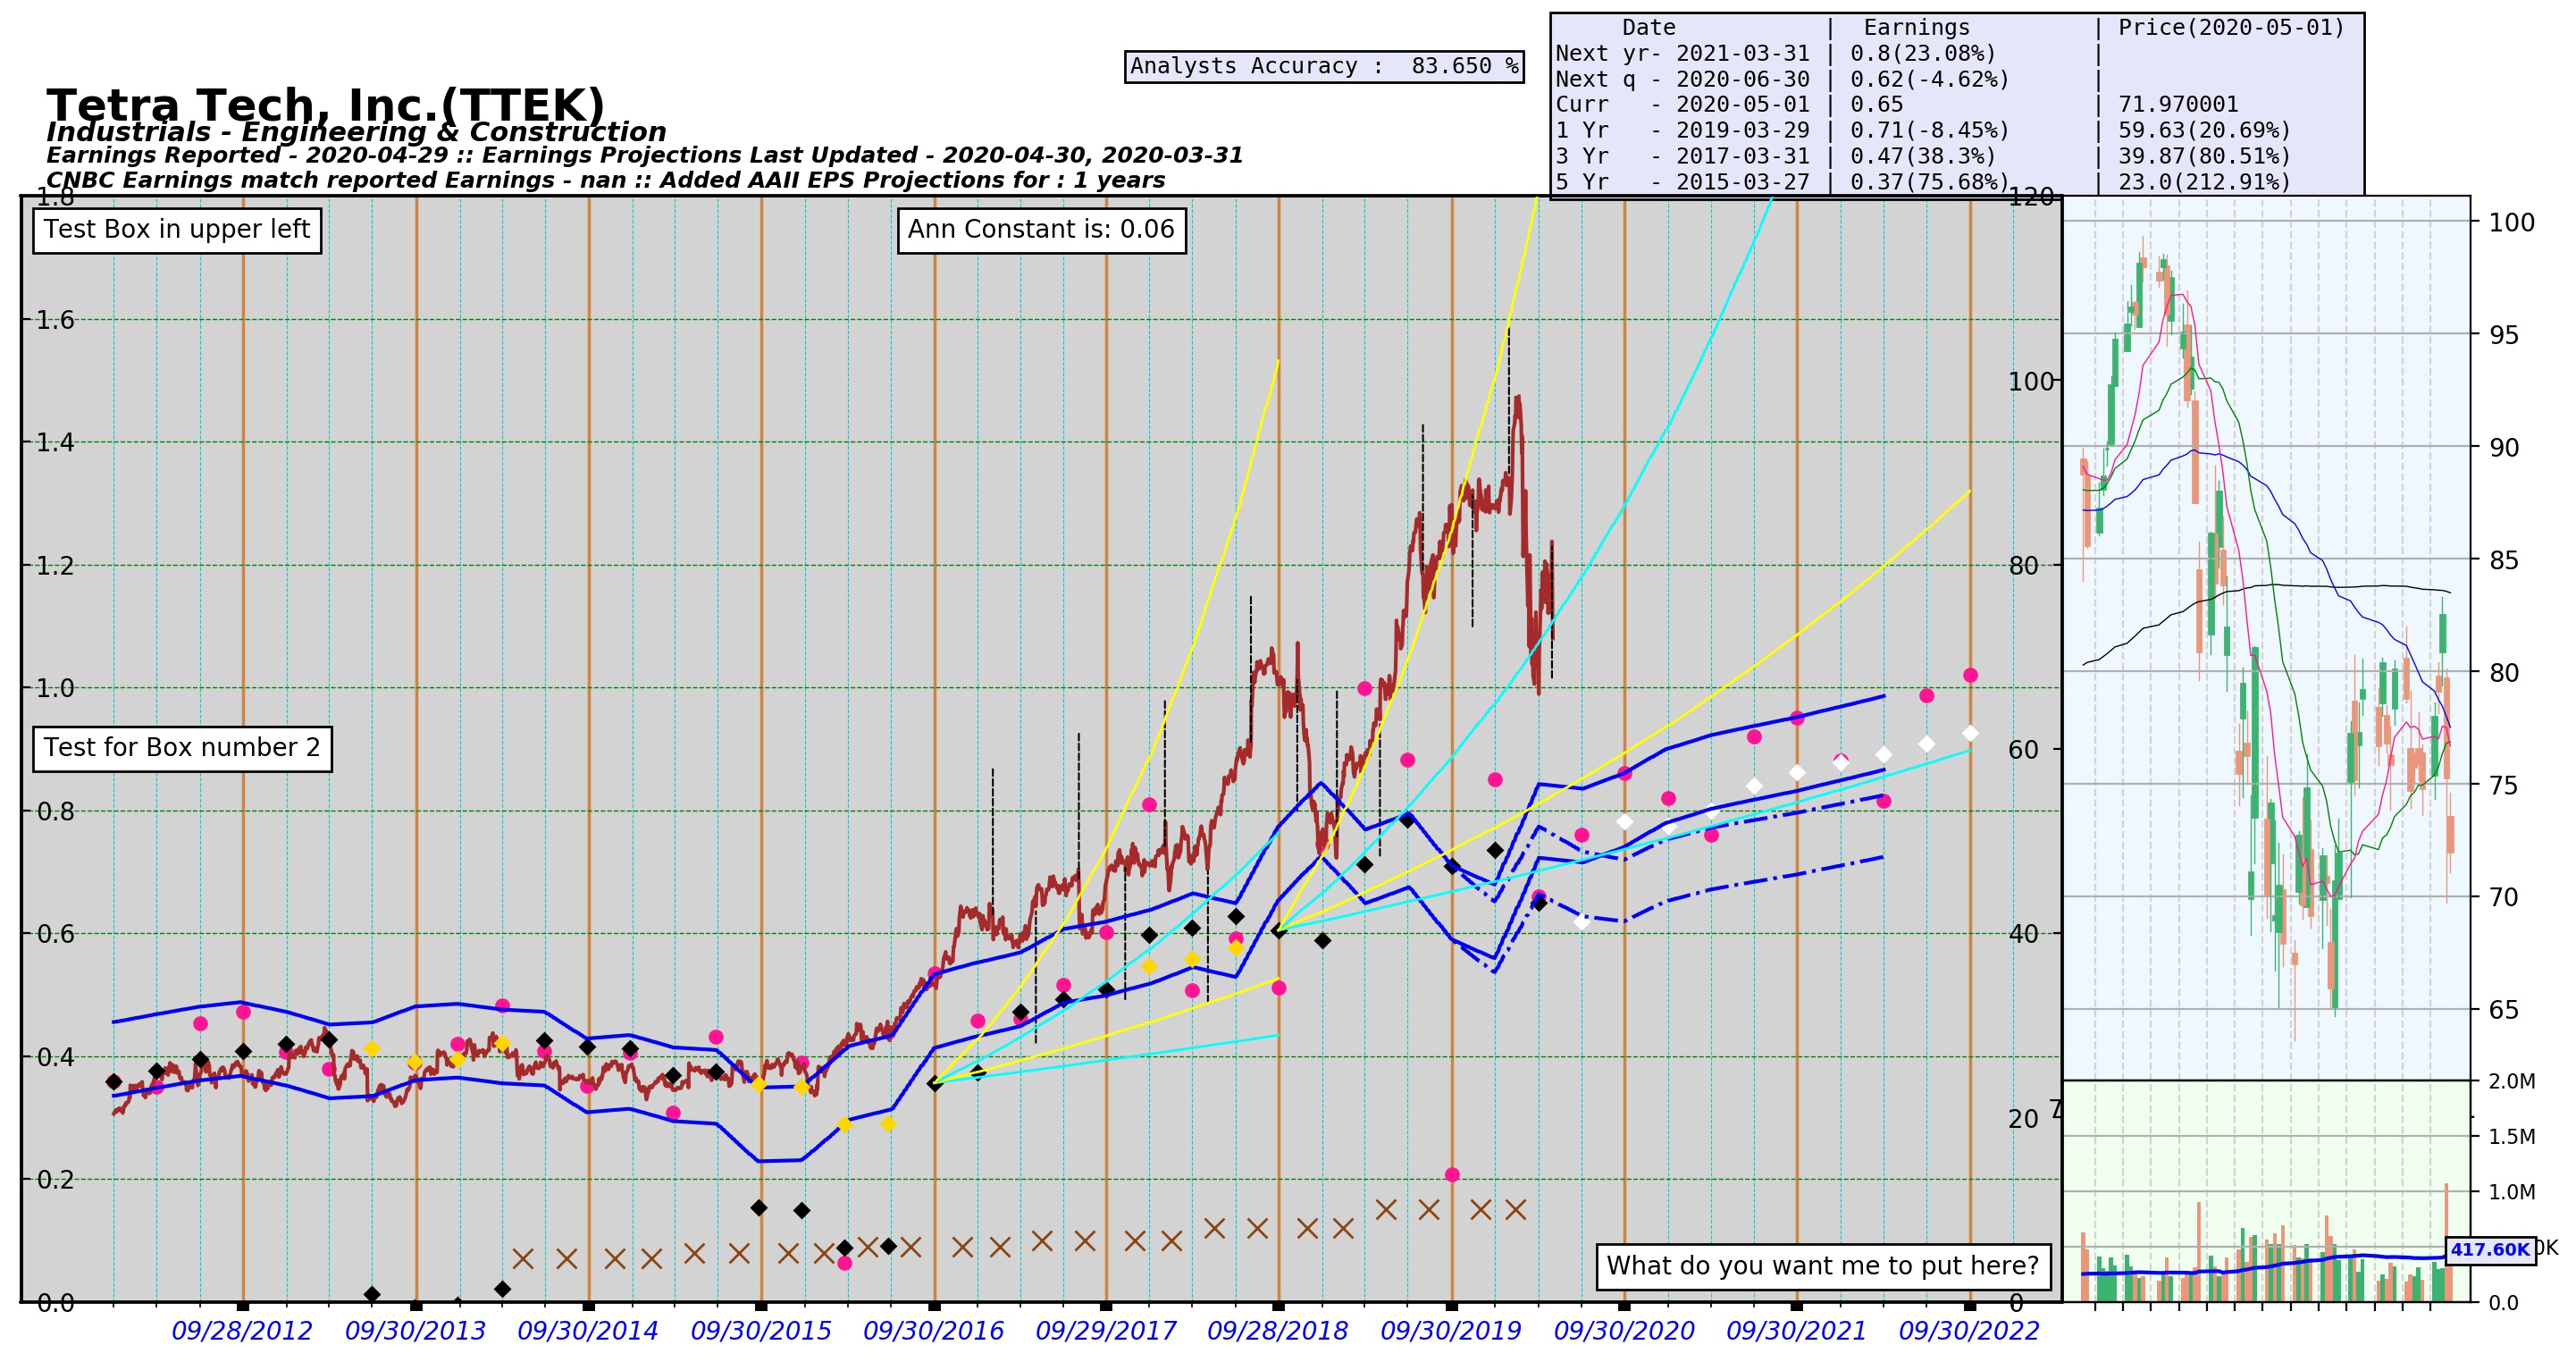 Date | Earnings | Price(2020-05-01)
Next yr- 2021-03-31 | 0.8(23.08%) |
Next q - 2020-06-30 | 0.62(-4.62%) |
Curr - 2020-05-01 | 0.65 | 71.970001
1 Yr - 2019-03-29 | 0.71(-8.45%) | 59.63(20.69%)
3 Yr - 2017-03-31 | 0.47(38.3%) | 39.87(80.51%)
5 Yr - 2015-03-27 | 0.37(75.68%) | 23.0(212.91%)
Analysts Accuracy : 83.650 %
Tetra Tech, Inc.(TTEK)
Industrials - Engineering & Construction
Earnings Reported - 2020-04-29 :: Earnings Projections Last Updated - 2020-04-30, 2020-03-31
CNBC Earnings match reported Earnings - nan :: Added AAII EPS Projections for : 1 years
Test Box in upper left
Ann Constant is: 0.06
Test for Box number 2
What do you want me to put here?
1.8
1.6
1.4
1.2
1.0
0.8
0.6
0.4
0.2
0.0
120
100
80
60
40
20
0
7
100
95
90
85
80
75
70
65
2.0M
1.5M
1.0M
0K
417.60K
0.0
09/28/2012 09/30/2013 09/30/2014 09/30/2015 09/30/2016 09/29/2017 09/28/2018 09/30/2019 09/30/2020 09/30/2021 09/30/2022